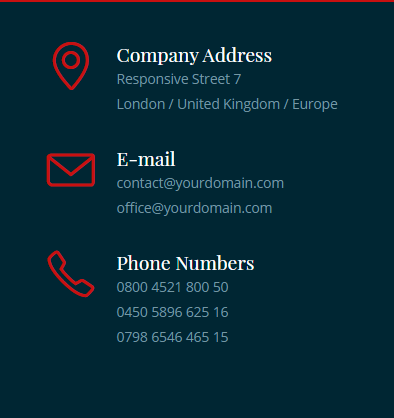 Company Address
Responsive Street 7
London / United Kingdom / Europe
E-mail
contact@yourdomain.com
office@yourdomain.com
Phone Numbers
0800 4521 800 50
0450 5896 625 16
0798 6546 465 15